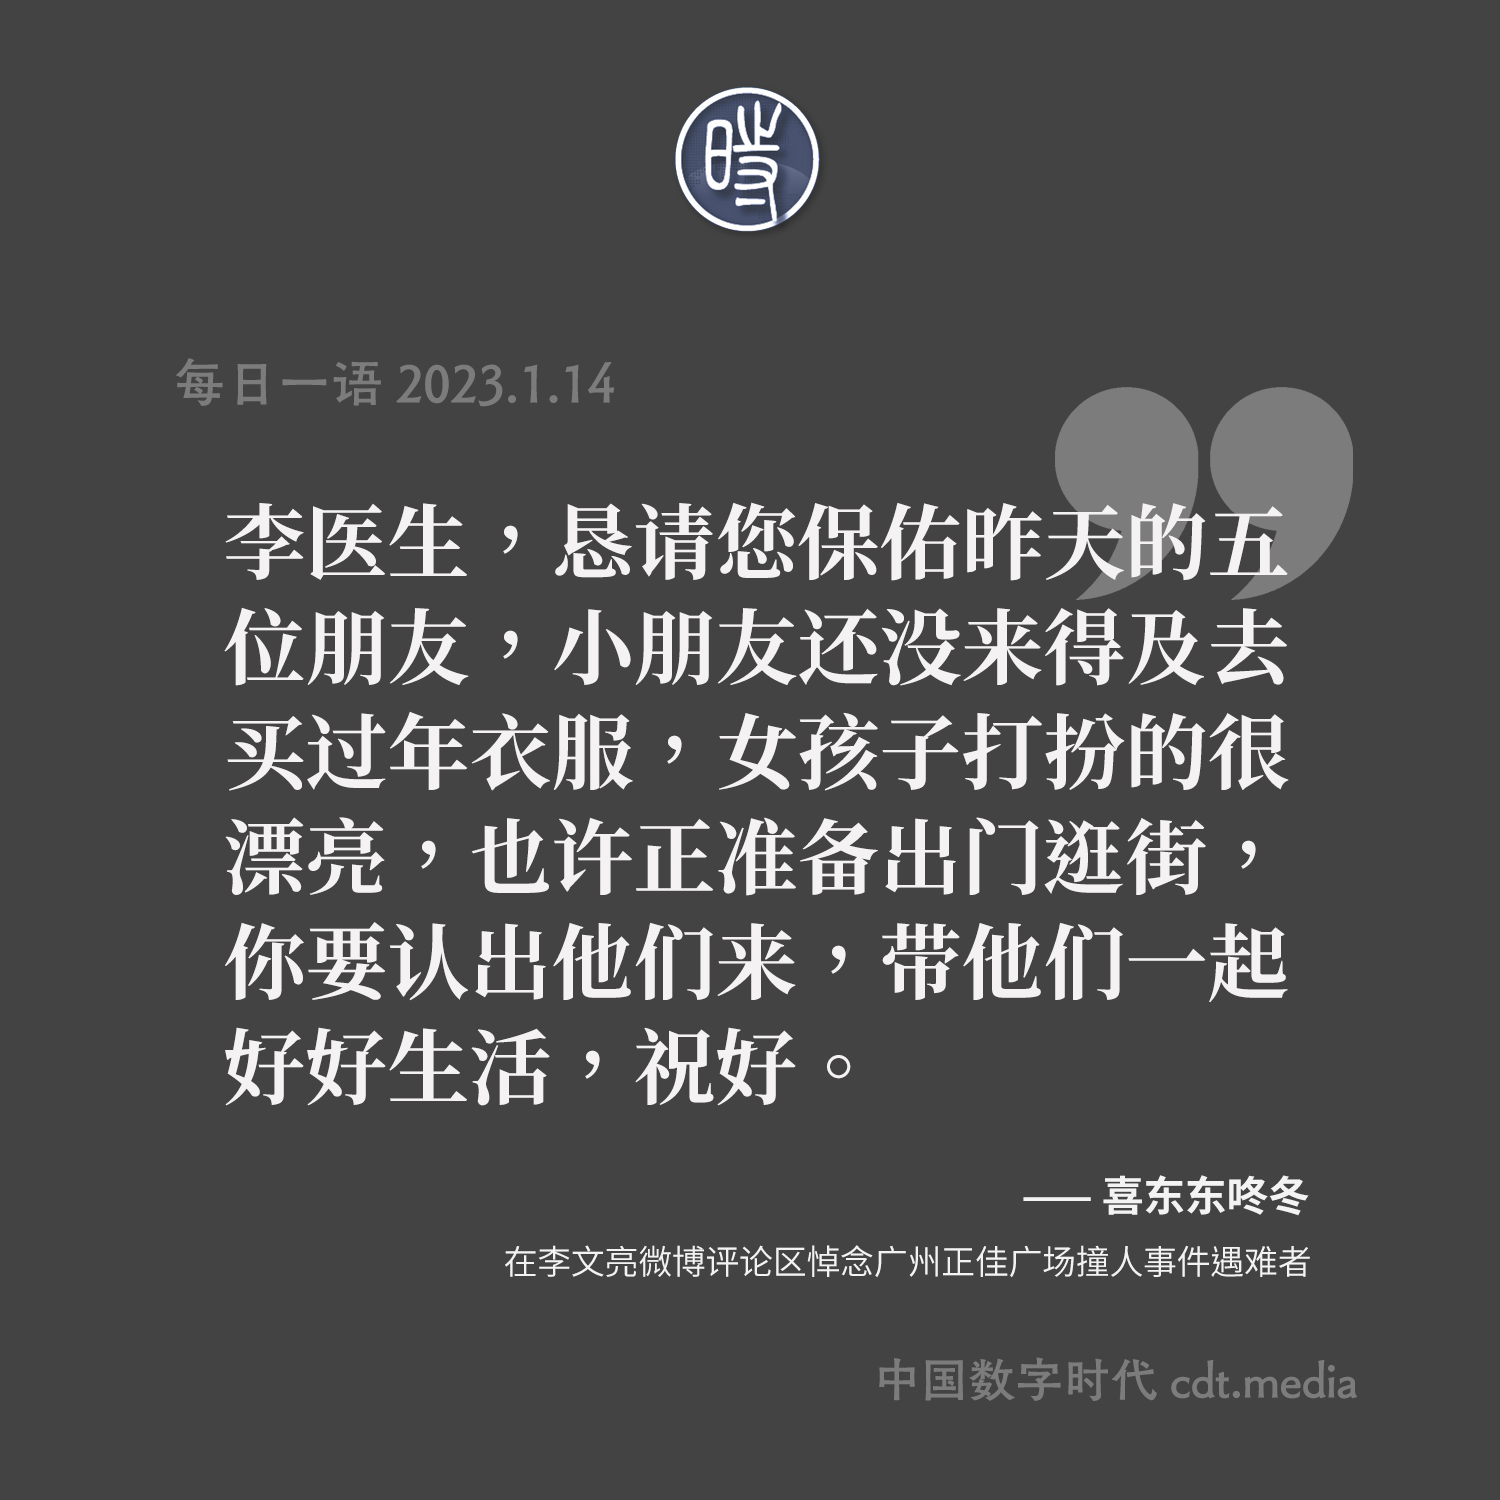 時
每日一语 2023.1.14
李医生，恳请您保佑昨天的五
位朋友，小朋友还没来得及去
买过年衣服，女孩子打扮的很
漂亮，也许正准备出门逛街，
你要认出他们来，带他们一起
好好生活，祝好。
—— 喜东东咚冬
在李文亮微博评论区悼念广州正佳广场撞人事件遇难者
中国数字时代 cdt.media